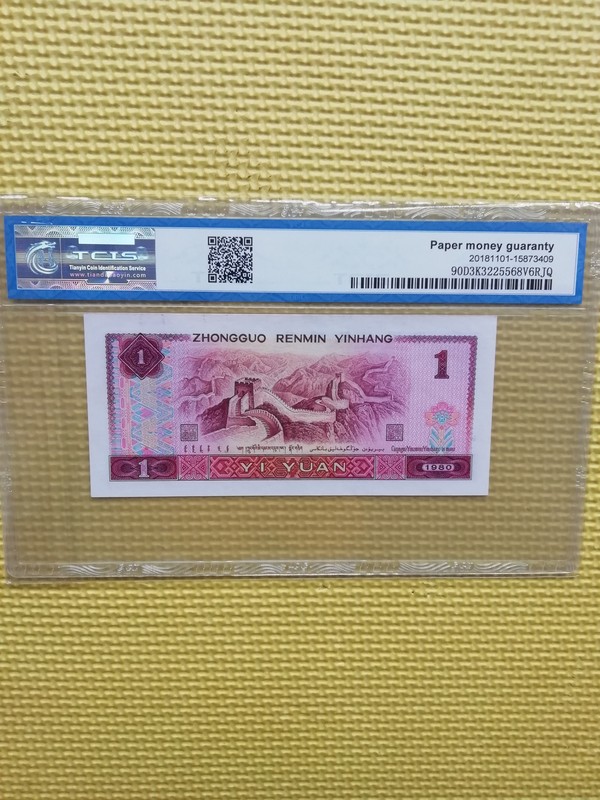 TCIS
Tianyin Coin Identification Service
Paper money guaranty
20181101-15873409
90D3K3225568V6RJQ
ZHONGGUO RENMIN YINHANG
1
1
1
YI YUAN
1980